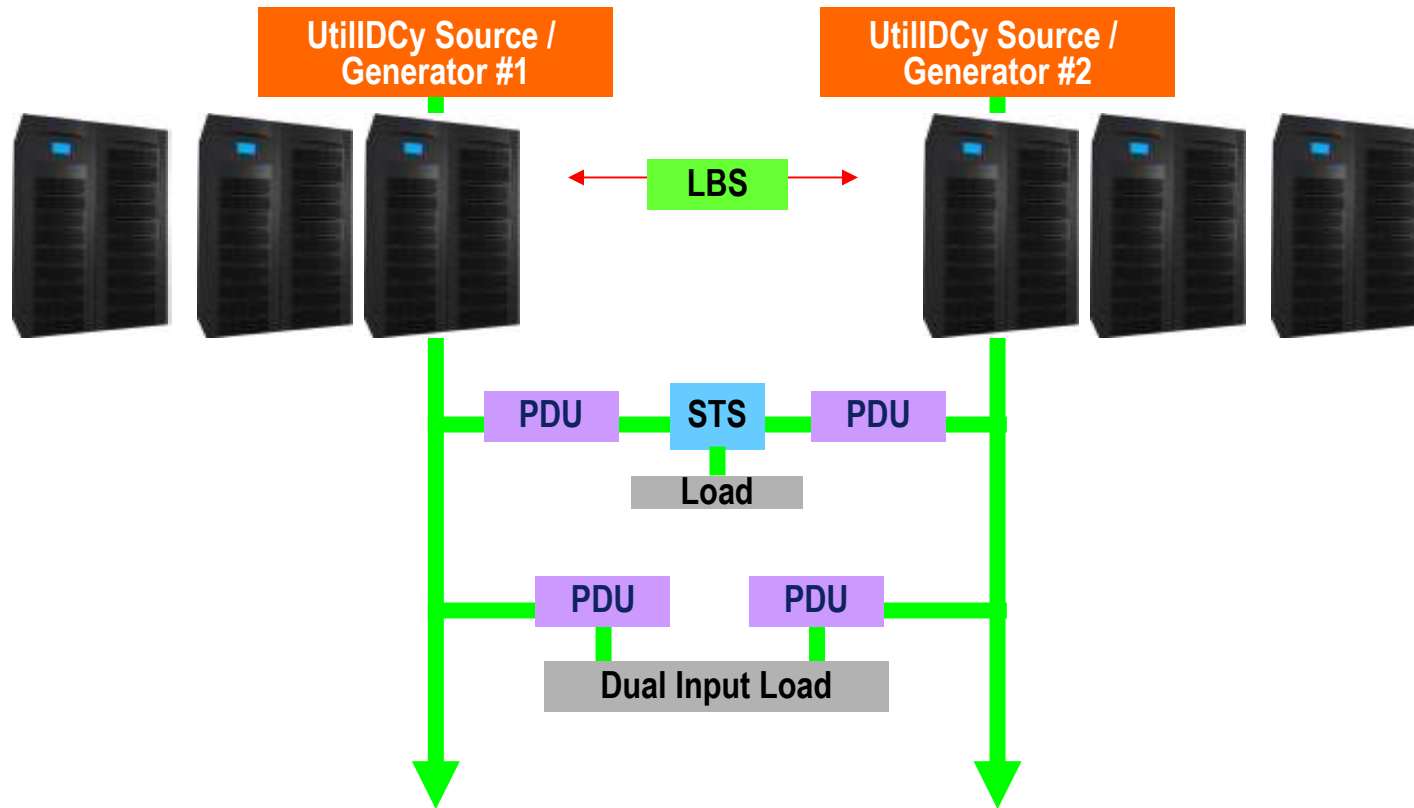 UtilIDCy Source /
Generator #1
UtilIDCy Source /
Generator #2
LBS
PDU
STS
PDU
Load
PDU
PDU
Dual Input Load